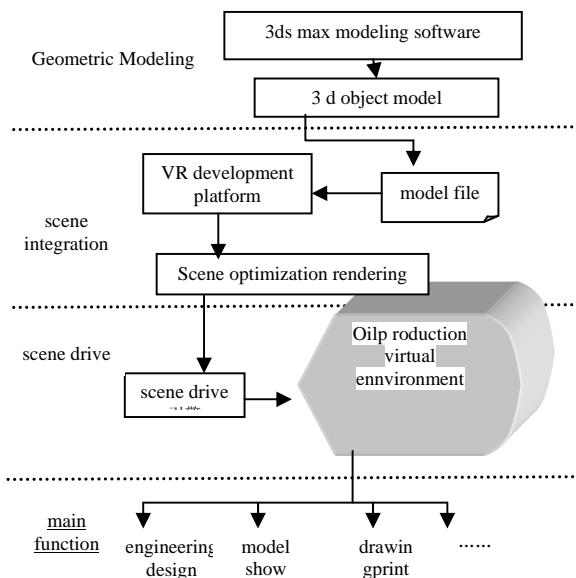 3ds max modeling software
Geometric Modeling
3 d object model
VR development
platform
model file
scene
integration
Scene optimization rendering
Oilp roduction
virtual
ennvironment
scene drive
scene drive
main
function
engineering
design
model
show
drawin
gprint
……